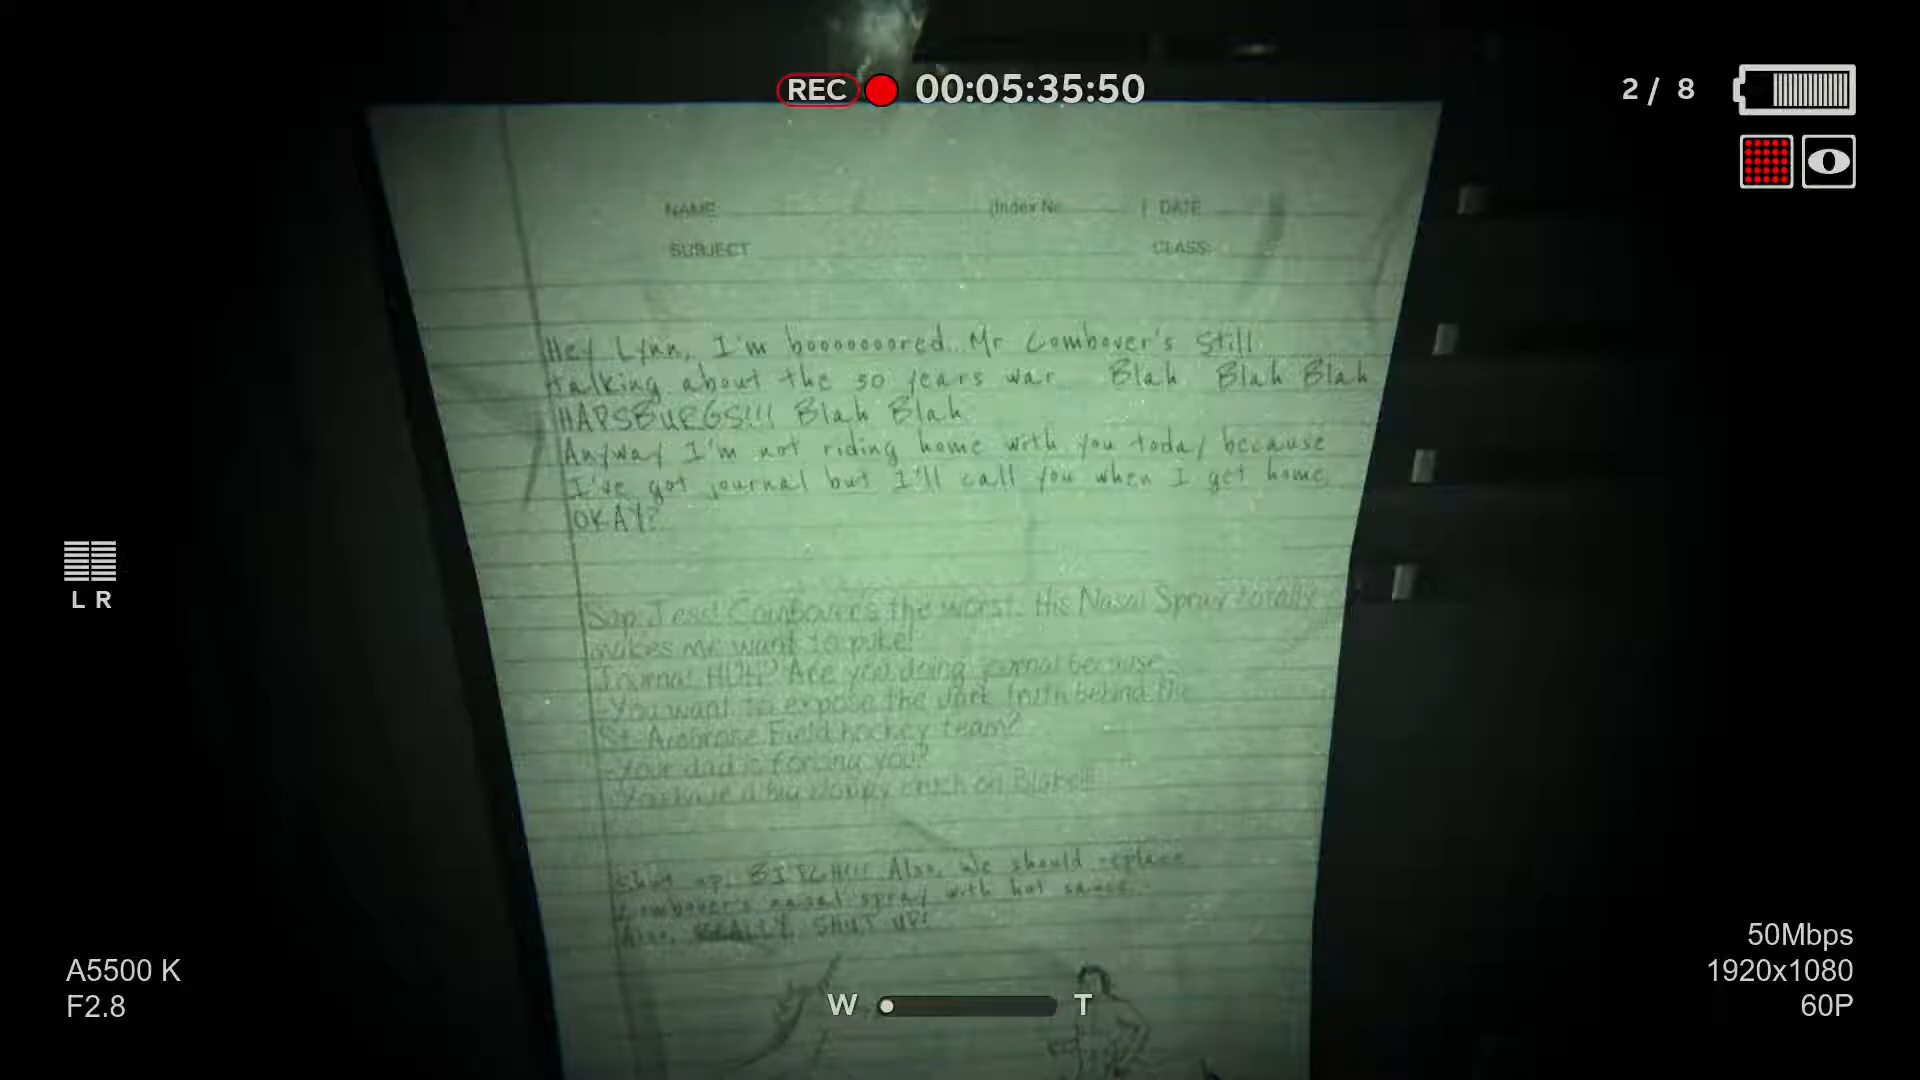 REC 00:05:35:50
2 / 8
NAME Index No DATE
SUBJECT CLASS:
Hey Lynn, I'm booooooored. Mr Combover's Still
talking about the 30 years war Blah Blah Blah
HAPSBURGS!!! Blah Blah
Anyway I'm not riding home with you today because
I've got journal but I'll call you when I get home
OKAY?
L R
Sup Jess! Combover's the worst. His Nasal Spray totally
makes me want to puke!
Journal HUH? Are you doing journal because
-You want to expose the dark truth behind the
St. Ambrose Field hockey team?
-Your dad is forcing you?
-You have a big sloppy crush on Blake!!!
Shut up, BITCH!!! Also, We should replace
Combover's nasal spray with hot sauce.
Also, REALLY, SHUT UP!
A5500 K
F2.8
W T
50Mbps
1920x1080
60P